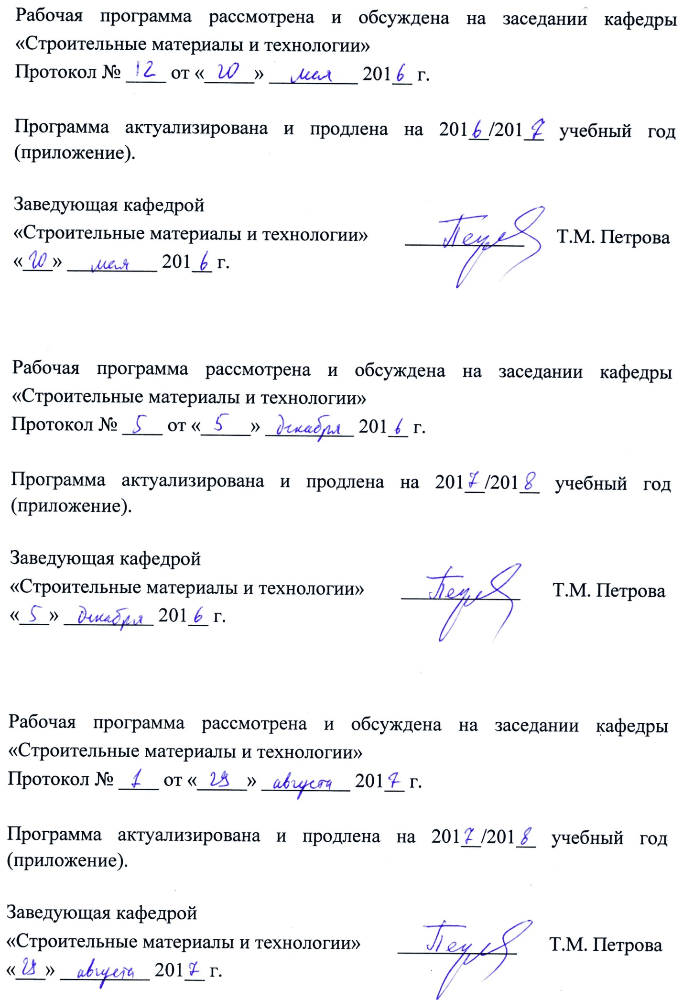 Рабочая программа рассмотрена и обсуждена на заседании кафедры
«Строительные материалы и технологии»
Протокол № 12 от «20» мая 2016 г.
Программа актуализирована и продлена на 2016/2017 учебный год
(приложение).
Заведующая кафедрой
«Строительные материалы и технологии» Т.М. Петрова
«20» мая 2016 г.
Рабочая программа рассмотрена и обсуждена на заседании кафедры
«Строительные материалы и технологии»
Протокол № 5 от «5» декабря 2016 г.
Программа актуализирована и продлена на 2017/2018 учебный год
(приложение).
Заведующая кафедрой
«Строительные материалы и технологии» Т.М. Петрова
«5» декабря 2016 г.
Рабочая программа рассмотрена и обсуждена на заседании кафедры
«Строительные материалы и технологии»
Протокол № 1 от «29» августа 2017 г.
Программа актуализирована и продлена на 2017/2018 учебный год
(приложение).
Заведующая кафедрой
«Строительные материалы и технологии» Т.М. Петрова
«29» августа 2017 г.